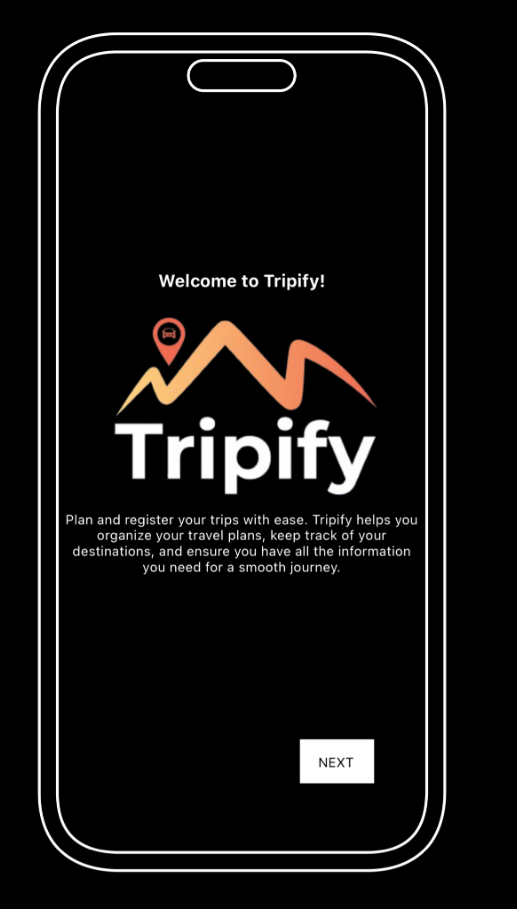 Welcome to Tripify!
Tripify
Plan and register your trips with ease. Tripify helps you
organize your travel plans, keep track of your
destinations, and ensure you have all the information
you need for a smooth journey.
NEXT